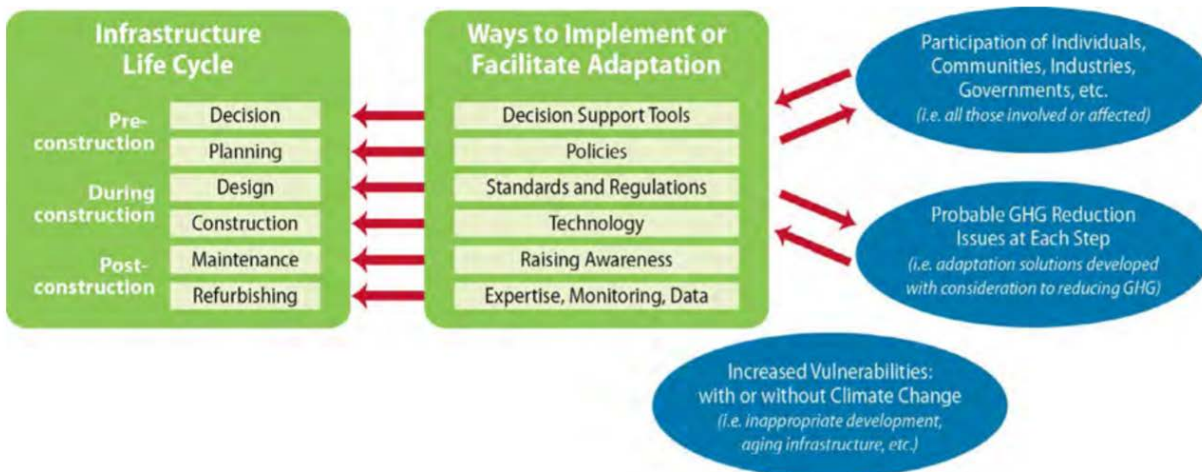 Infrastructure
Life Cycle
Pre-
construction
Decision
Planning
During
construction
Design
Construction
Post-
construction
Maintenance
Refurbishing
Ways to Implement or
Facilitate Adaptation
Decision Support Tools
Policies
Standards and Regulations
Technology
Raising Awareness
Expertise, Monitoring, Data
Participation of Individuals,
Communities, Industries,
Governments, etc.
(i.e. all those involved or affected)
Probable GHG Reduction
Issues at Each Step
(i.e. adaptation solutions developed
with consideration to reducing GHG)
Increased Vulnerabilities:
with or without Climate Change
(i.e. inappropriate development,
aging infrastructure, etc.)